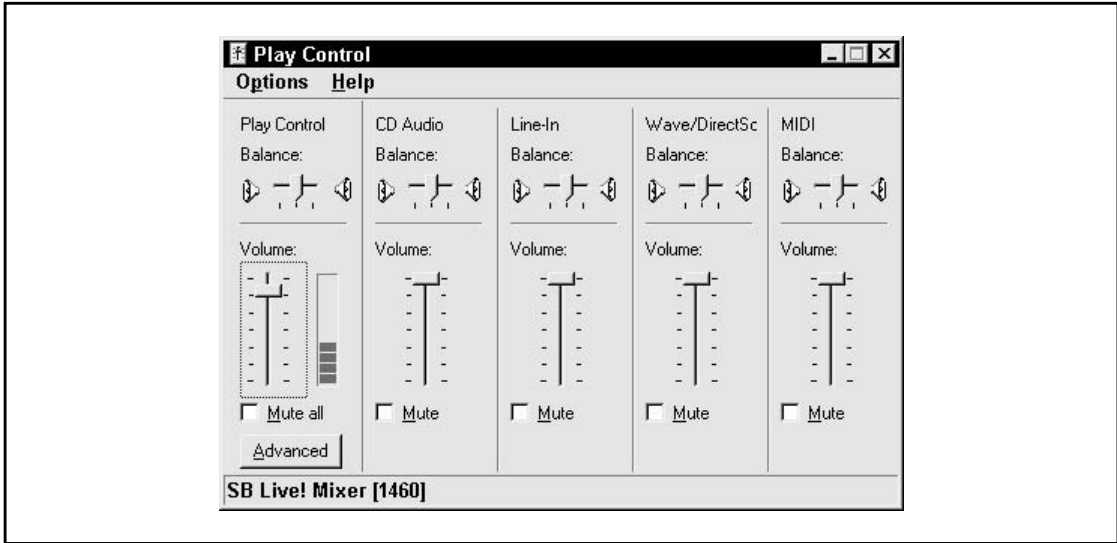 Play Control
Options Help
Play Control CD Audio Line-In Wave/DirectSc MIDI
Balance: Balance: Balance: Balance: Balance:
Volume: Volume: Volume: Volume: Volume:
Mute all Mute Mute Mute Mute
Advanced
SB Live! Mixer [1460]